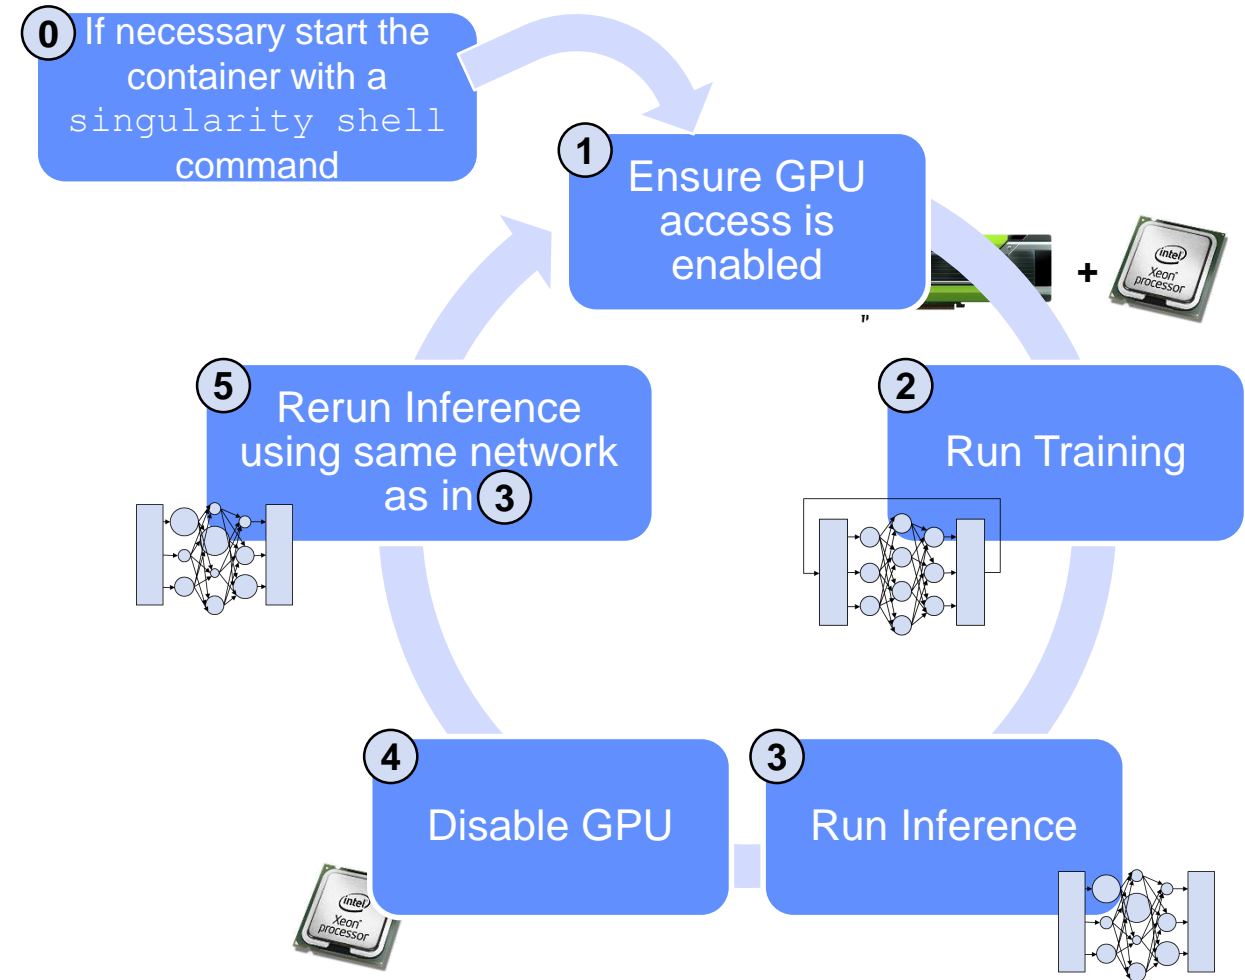 0
If necessary start the
container with a
singularity shell
command
1
Ensure GPU
access is
enabled
+
intel
Xeon®
processor
2
Run Training
3
Run Inference
4
Disable GPU
intel
Xeon®
processor
5
Rerun Inference
using same network
as in 3